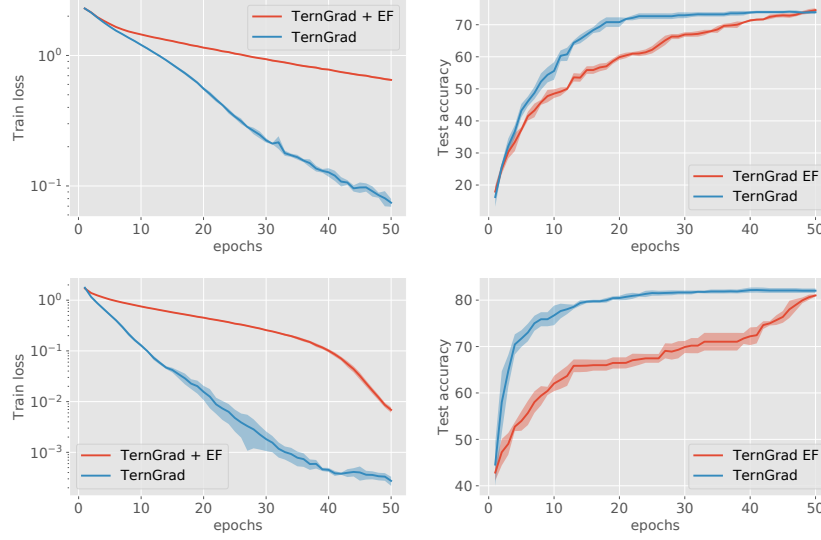 TernGrad + EF
TernGrad
Train loss
10^0
10^{-1}
0 10 20 30 40 50
epochs
Test accuracy
70
60
50
40
30
20
TernGrad EF
TernGrad
0 10 20 30 40 50
epochs
Train loss
10^0
10^{-1}
10^{-2}
10^{-3}
TernGrad + EF
TernGrad
0 10 20 30 40 50
epochs
Test accuracy
80
70
60
50
40
TernGrad EF
TernGrad
0 10 20 30 40 50
epochs